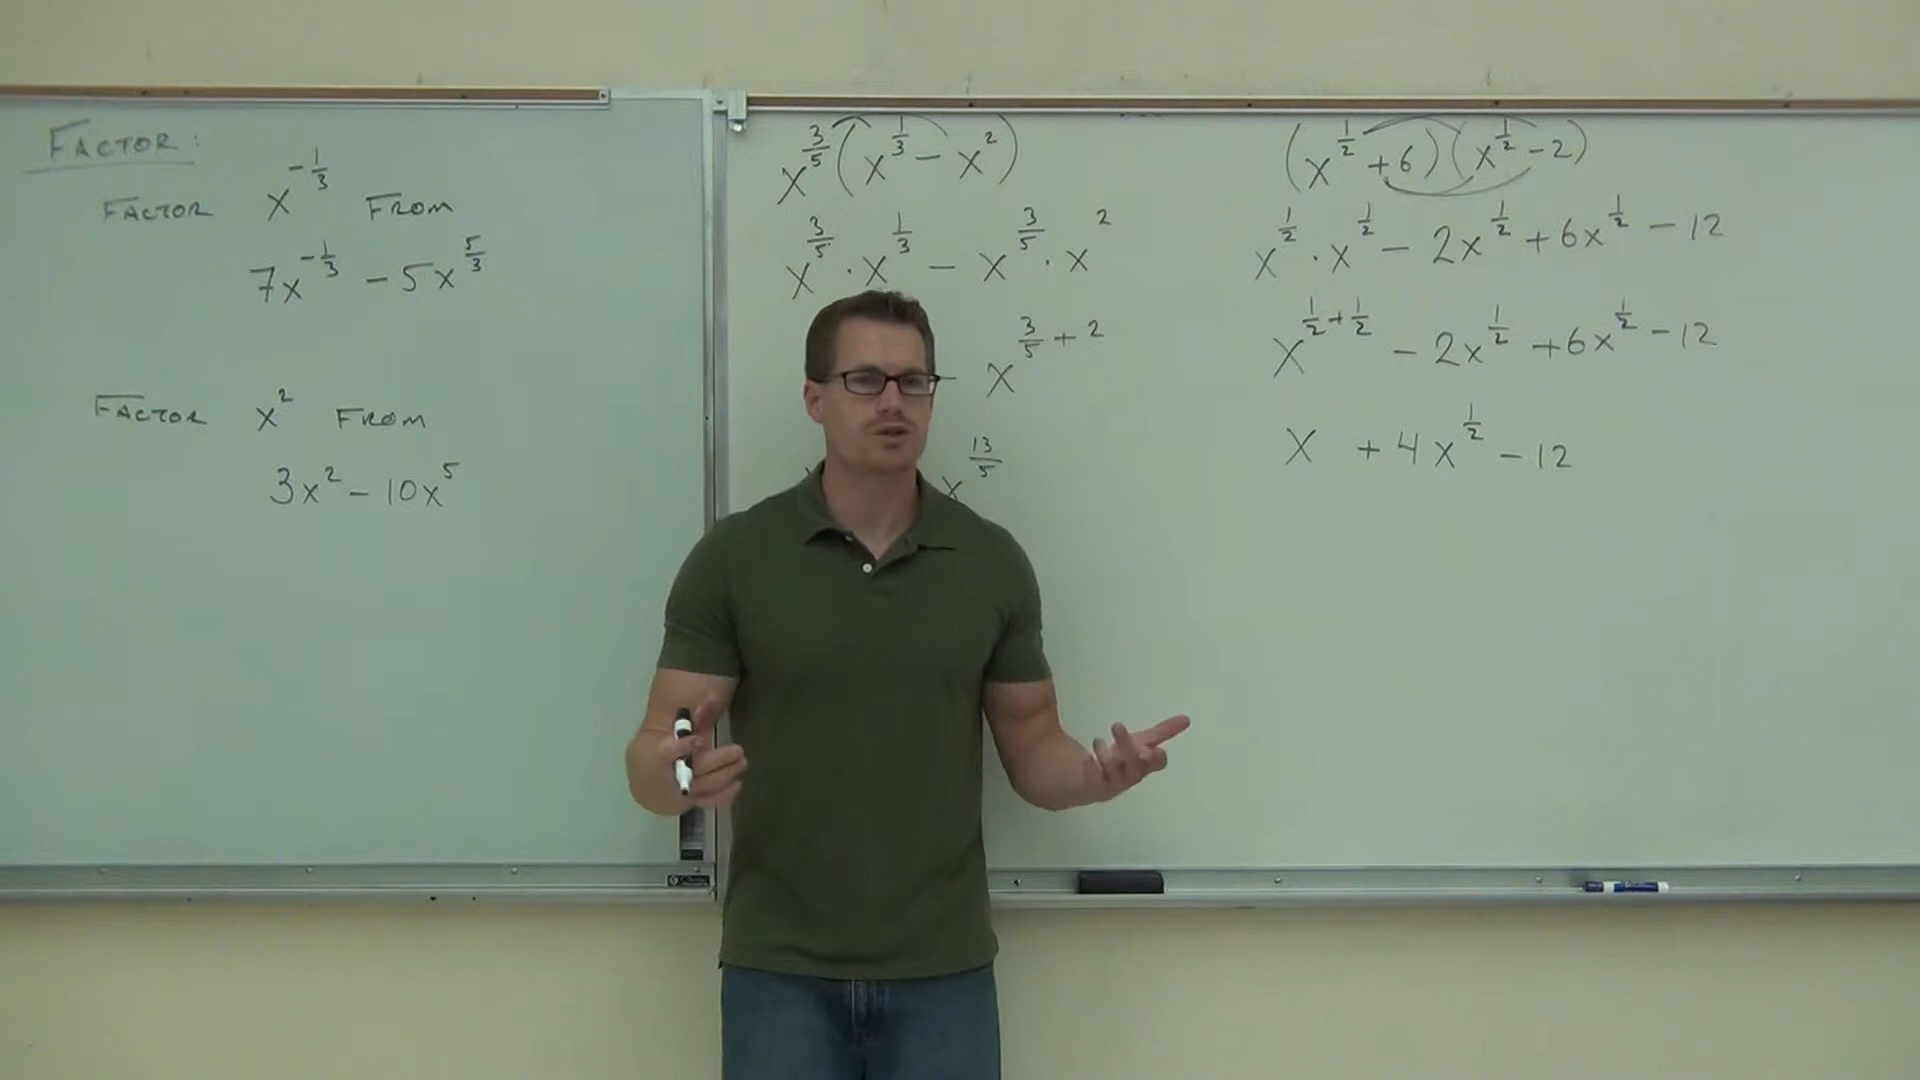 FACTOR:
FACTOR x^{-1/3} FROM
7x^{-1/3} - 5x^{5/3}
FACTOR x^2 FROM
3x^2 - 10x^5
x^{3/5}(x^{1/3} - x^2)
x^{3/5} · x^{1/3} - x^{3/5} · x^2
- x^{3/5 + 2}
x^{13/5}
(x^{1/2} + 6)(x^{1/2} - 2)
x^{1/2} · x^{1/2} - 2x^{1/2} + 6x^{1/2} - 12
x^{1/2 + 1/2} - 2x^{1/2} + 6x^{1/2} - 12
x + 4x^{1/2} - 12